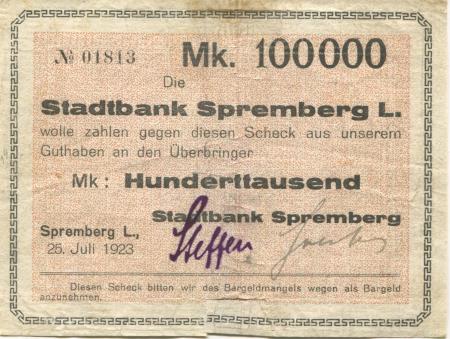 № 01813 Mk. 100000
Die
Stadtbank Spremberg L.
wolle zahlen gegen diesen Scheck aus unserem
Guthaben an den Überbringer
Mk : Hunderttausend
Stadtbank Spremberg
Spremberg L.,
25. Juli 1923
Steffen
Diesen Scheck bitten wir des Bargeldmangels wegen als Bargeld
anzunehmen.